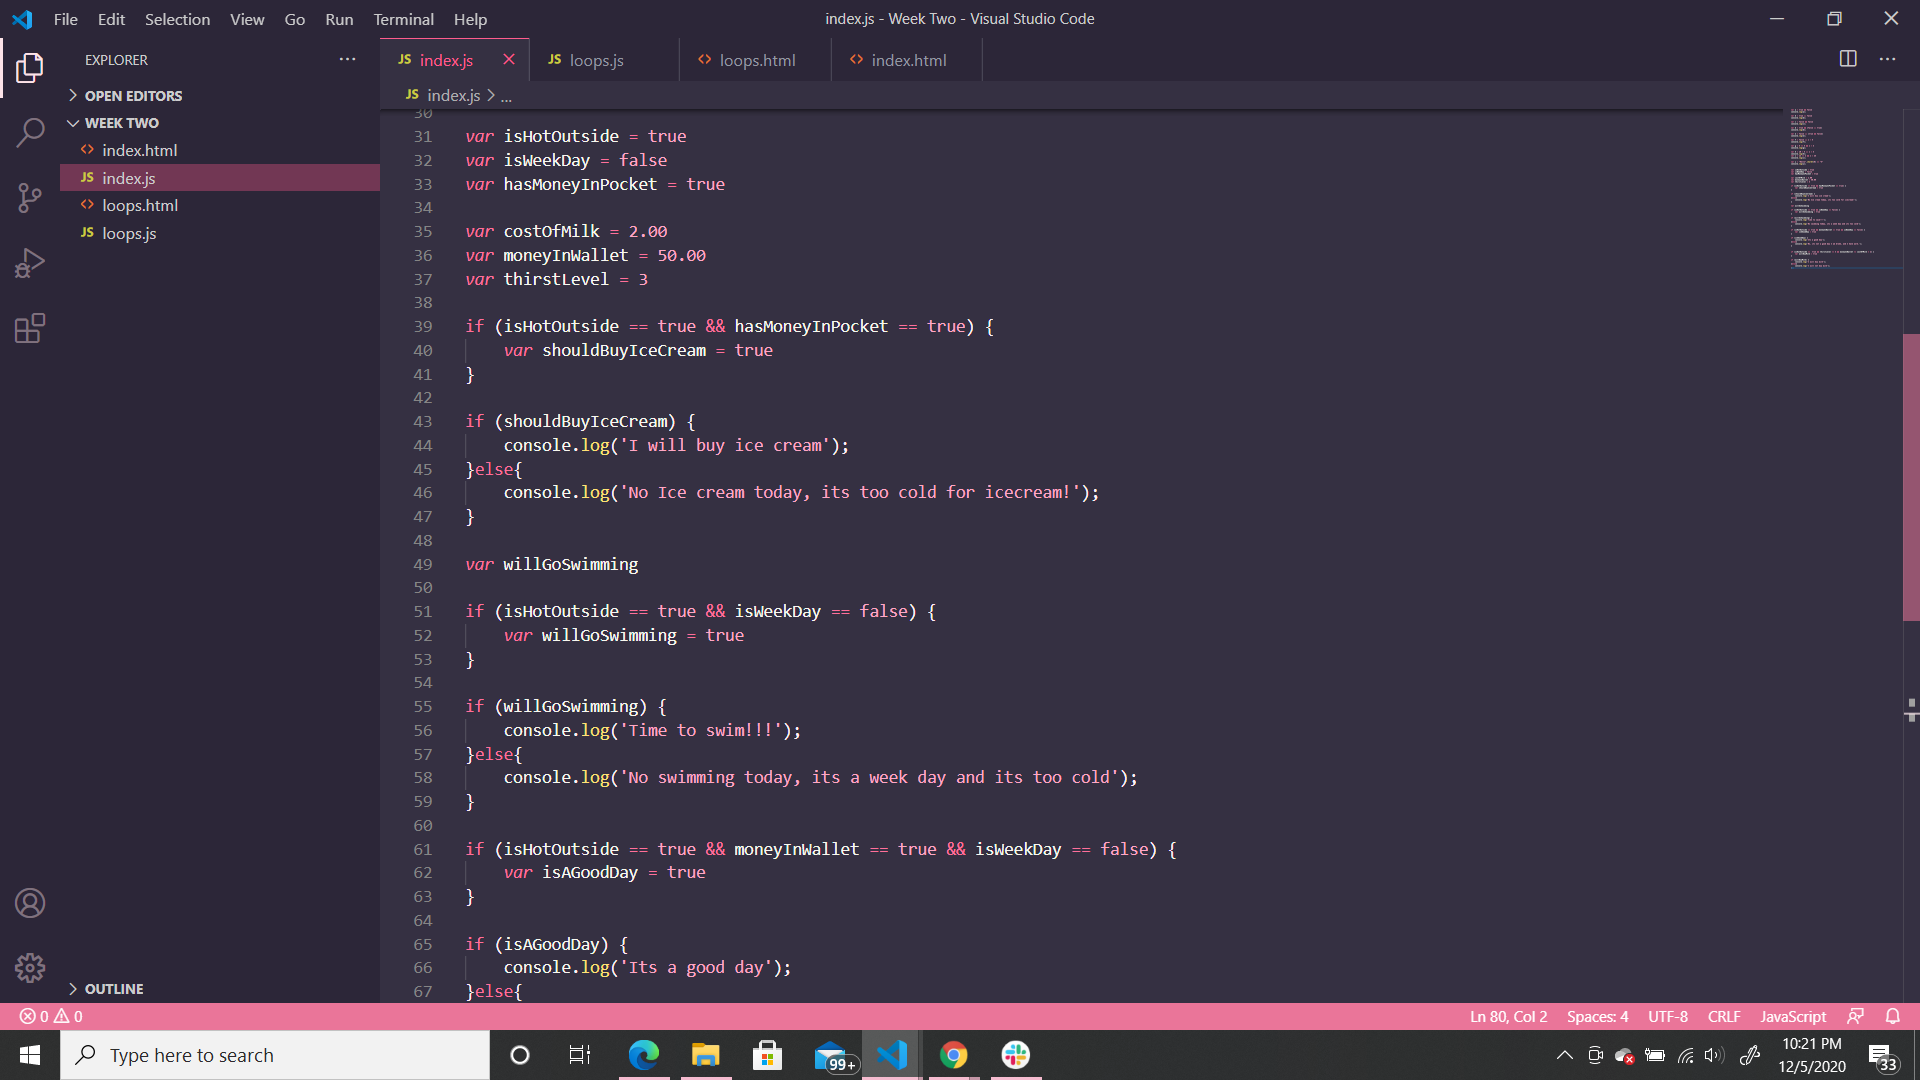 File Edit Selection View Go Run Terminal Help
index.js - Week Two - Visual Studio Code
EXPLORER
OPEN EDITORS
WEEK TWO
index.html
JS index.js
loops.html
JS loops.js
OUTLINE
JS index.js
JS loops.js
loops.html
index.html
JS index.js > ...
30
31 var isHotOutside = true
32 var isWeekDay = false
33 var hasMoneyInPocket = true
34
35 var costOfMilk = 2.00
36 var moneyInWallet = 50.00
37 var thirstLevel = 3
38
39 if (isHotOutside == true && hasMoneyInPocket == true) {
40 var shouldBuyIceCream = true
41 }
42
43 if (shouldBuyIceCream) {
44 console.log('I will buy ice cream');
45 }else{
46 console.log('No Ice cream today, its too cold for icecream!');
47 }
48
49 var willGoSwimming
50
51 if (isHotOutside == true && isWeekDay == false) {
52 var willGoSwimming = true
53 }
54
55 if (willGoSwimming) {
56 console.log('Time to swim!!!');
57 }else{
58 console.log('No swimming today, its a week day and its too cold');
59 }
60
61 if (isHotOutside == true && moneyInWallet == true && isWeekDay == false) {
62 var isAGoodDay = true
63 }
64
65 if (isAGoodDay) {
66 console.log('Its a good day');
67 }else{
0 0
Ln 80, Col 2 Spaces: 4 UTF-8 CRLF JavaScript
Type here to search
99+
10:21 PM
12/5/2020
33